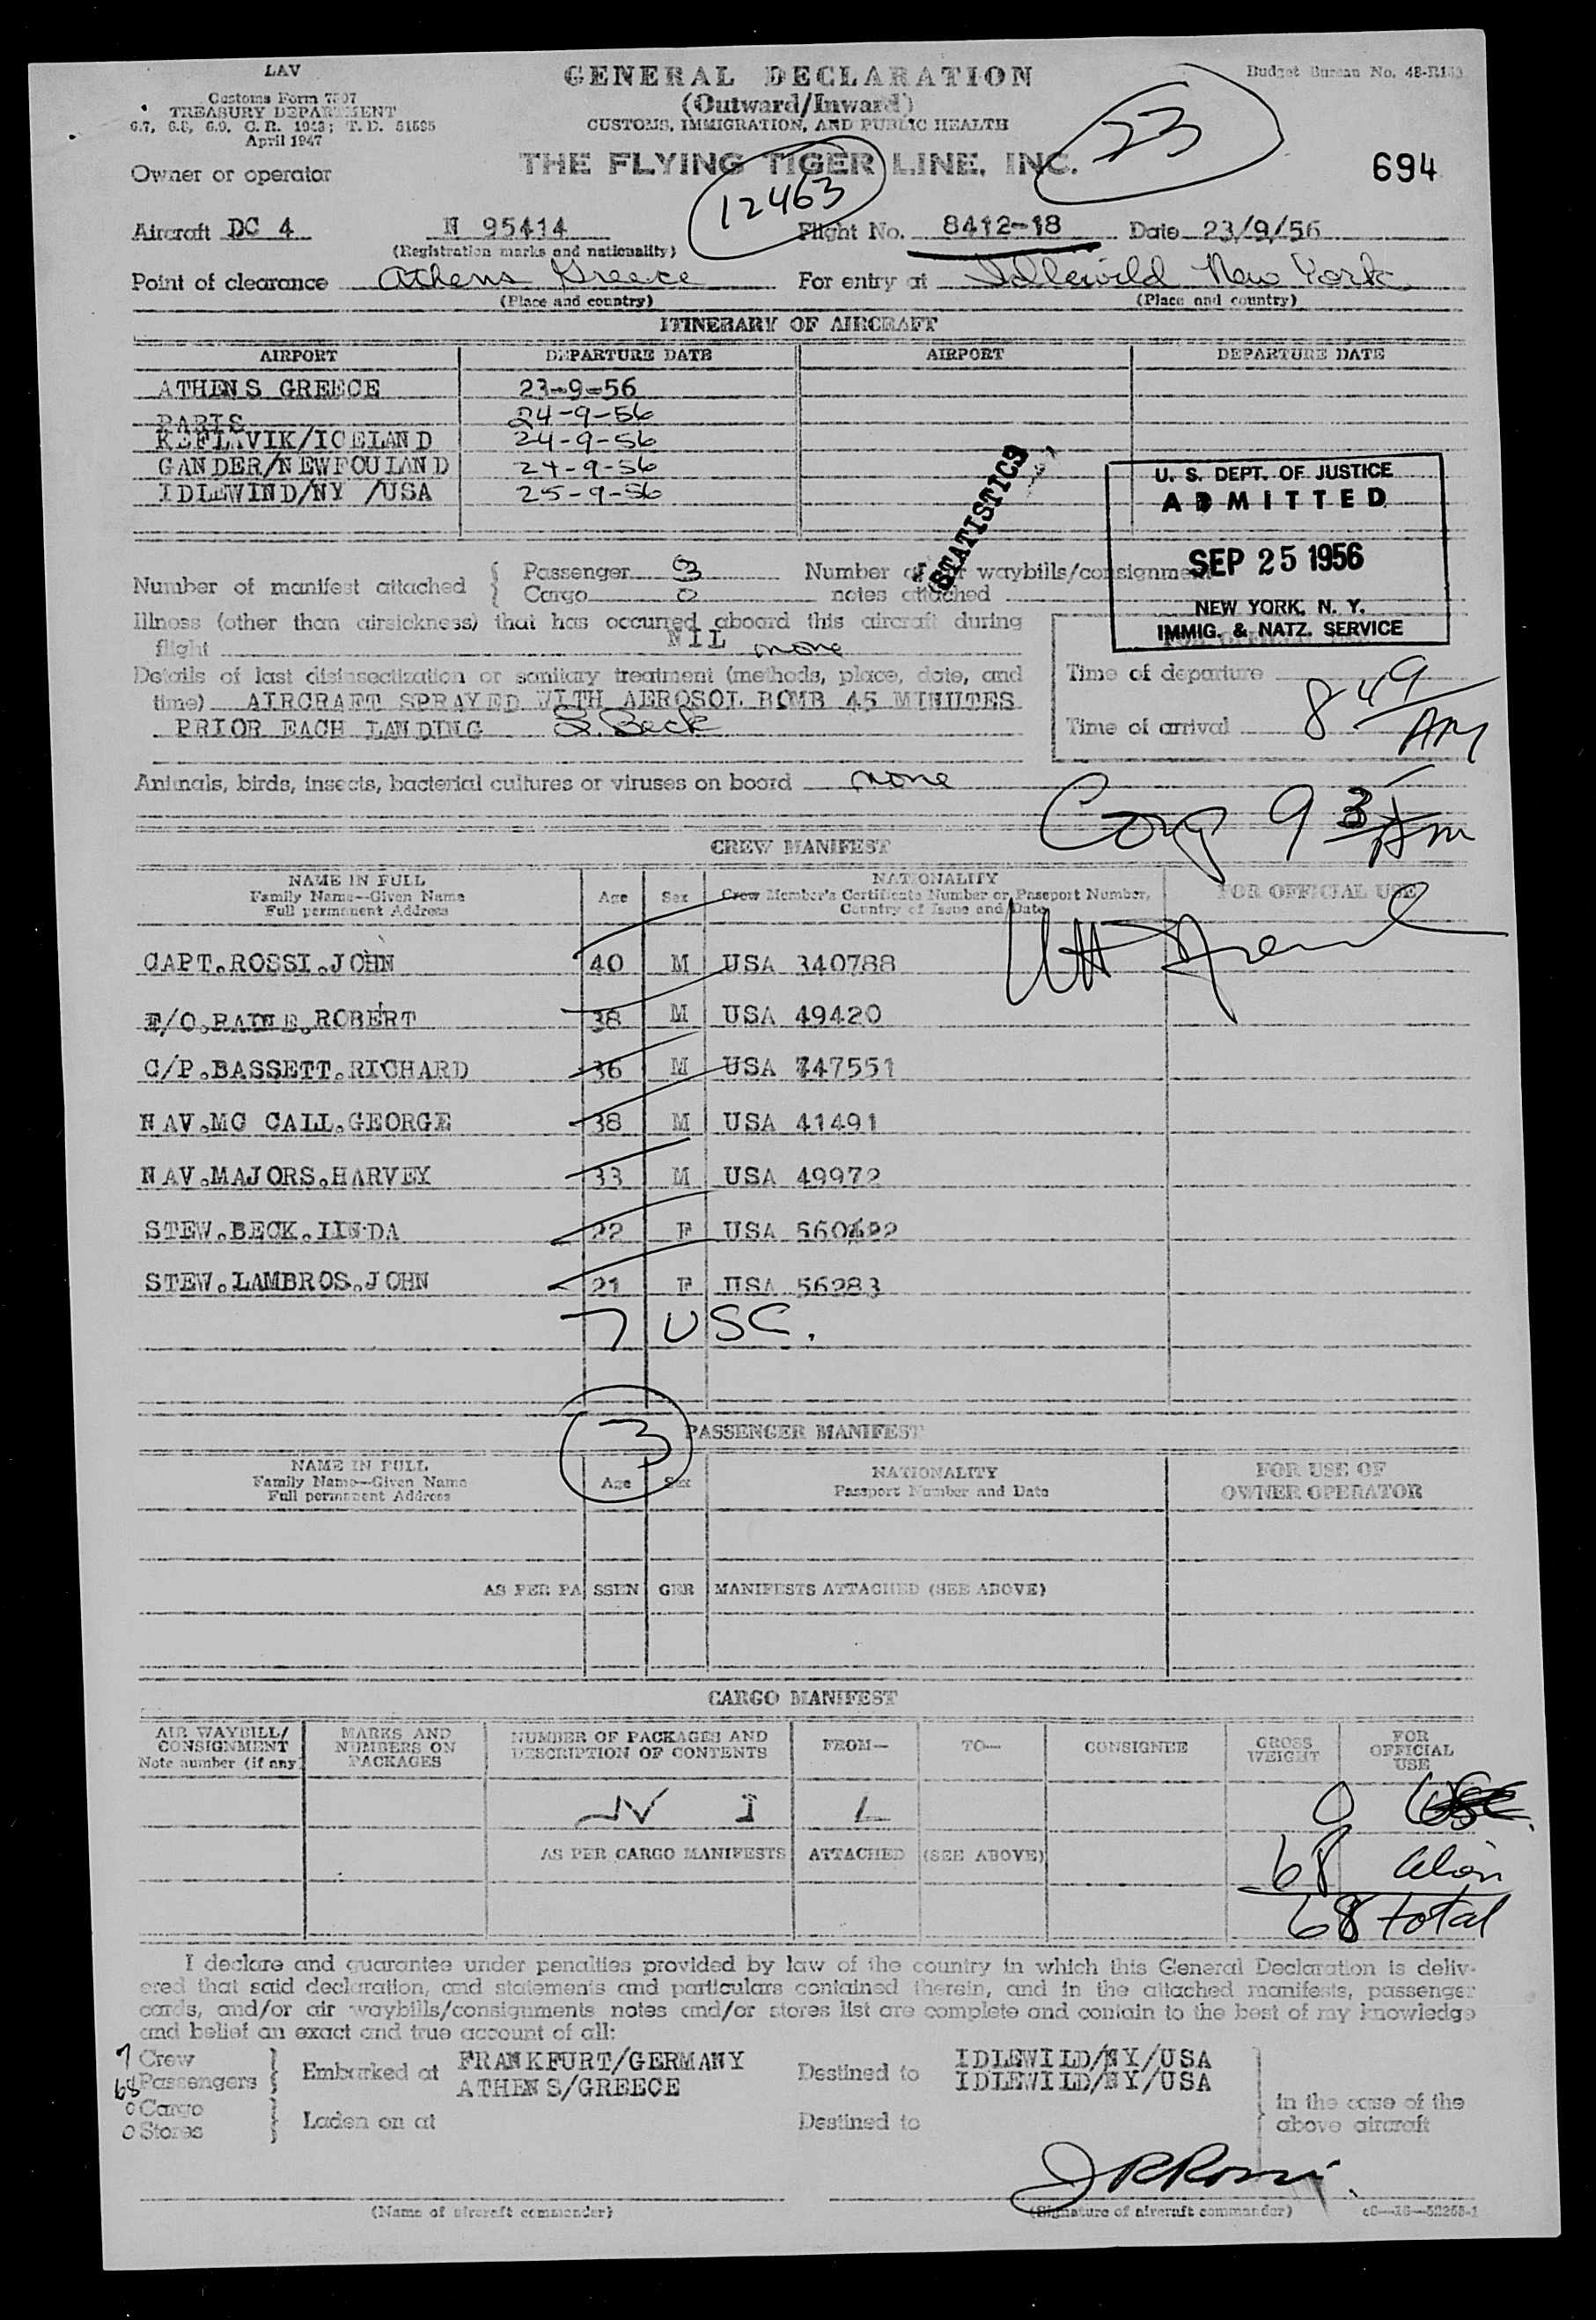 LAV
Customs Form 7507
TREASURY DEPARTMENT
6.7, 6.8, 6.9, C.R. 1943; T.D. 51595
April 1947
GENERAL DECLARATION
(Outward/Inward)
CUSTOMS, IMMIGRATION, AND PUBLIC HEALTH
Budget Bureau No. 48-R
23
THE FLYING TIGER LINE, INC.
694
Owner or operator
12463
Aircraft DC 4 N 95414 Flight No. 8412-18 Date 23/9/56
(Registration marks and nationality)
Point of clearance Athens Greece For entry at Idlewild New York
(Place and country) (Place and country)
ITINERARY OF AIRCRAFT
AIRPORT DEPARTURE DATE AIRPORT DEPARTURE DATE
ATHENS GREECE 23-9-56
PARIS 24-9-56
KEFLAVIK/ICELAND 24-9-56
GANDER/NEWFOULAND 24-9-56
IDLEWIND/NY /USA 25-9-56
STATISTICS
U. S. DEPT. OF JUSTICE
ADMITTED
SEP 25 1956
NEW YORK, N. Y.
IMMIG. & NATZ. SERVICE
Number of manifest attached { Passenger 3 Number of air waybills/consignment
Cargo 0 notes attached
Illness (other than airsickness) that has occurred aboard this aircraft during
flight NIL none
Details of last disinsectization or sanitary treatment (methods, place, date, and
time) AIRCRAFT SPRAYED WITH AEROSOL BOMB 45 MINUTES
PRIOR EACH LANDING L. Beck
Time of departure
Time of arrival 8 49 AM
Animals, birds, insects, bacterial cultures or viruses on board none
9 3 Am
CREW MANIFEST
NAME IN FULL
Family Name—Given Name
Full permanent Address
Age Sex
NATIONALITY
Crew Member's Certificate Number or Passport Number,
Country of Issue and Date
FOR OFFICIAL USE
CAPT.ROSSI.JOHN 40 M USA 340788
F/O.RAINE.ROBERT 38 M USA 49420
C/P.BASSETT.RICHARD 36 M USA 747551
NAV.MC CALL.GEORGE 38 M USA 41491
NAV.MAJORS.HARVEY 33 M USA 49972
STEW.BECK.LINDA 22 F USA 560622
STEW.LAMBROS.JOHN 21 F USA 56283
7 USC.
3
PASSENGER MANIFEST
NAME IN FULL
Family Name—Given Name
Full permanent Address
Age Sex
NATIONALITY
Passport Number and Date
FOR USE OF
OWNER OPERATOR
AS PER PASSENGER MANIFESTS ATTACHED (SEE ABOVE)
CARGO MANIFEST
AIR WAYBILL/
CONSIGNMENT
Note number (if any)
MARKS AND
NUMBERS ON
PACKAGES
NUMBER OF PACKAGES AND
DESCRIPTION OF CONTENTS
FROM— TO— CONSIGNEE
GROSS
WEIGHT
FOR
OFFICIAL
USE
N I L
0 USC
AS PER CARGO MANIFESTS ATTACHED (SEE ABOVE)
68 alien
68 total
I declare and guarantee under penalties provided by law of the country in which this General Declaration is deliv-
ered that said declaration, and statements and particulars contained therein, and in the attached manifests, passenger
cards, and/or air waybills/consignments notes and/or stores list are complete and contain to the best of my knowledge
and belief an exact and true account of all:
7 Crew Embarked at FRANKFURT/GERMANY Destined to IDLEWILD/NY/USA
68 Passengers ATHENS/GREECE IDLEWILD/NY/USA
0 Cargo Laden on at Destined to
0 Stores
in the case of the
above aircraft
JRRossi
(Name of aircraft commander) (Signature of aircraft commander)